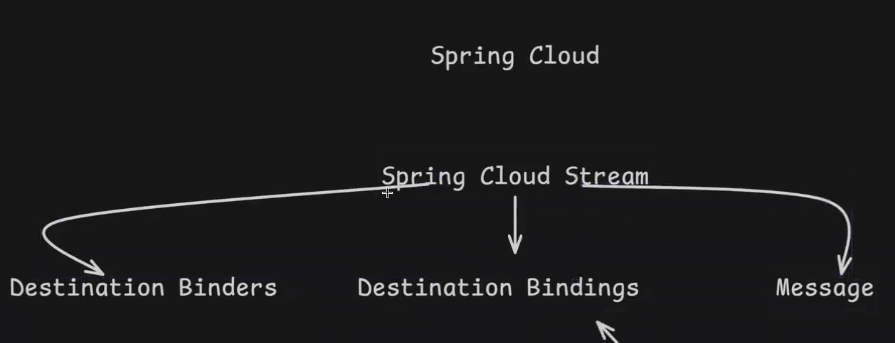 Spring Cloud
Spring Cloud Stream
Destination Binders
Destination Bindings
Message